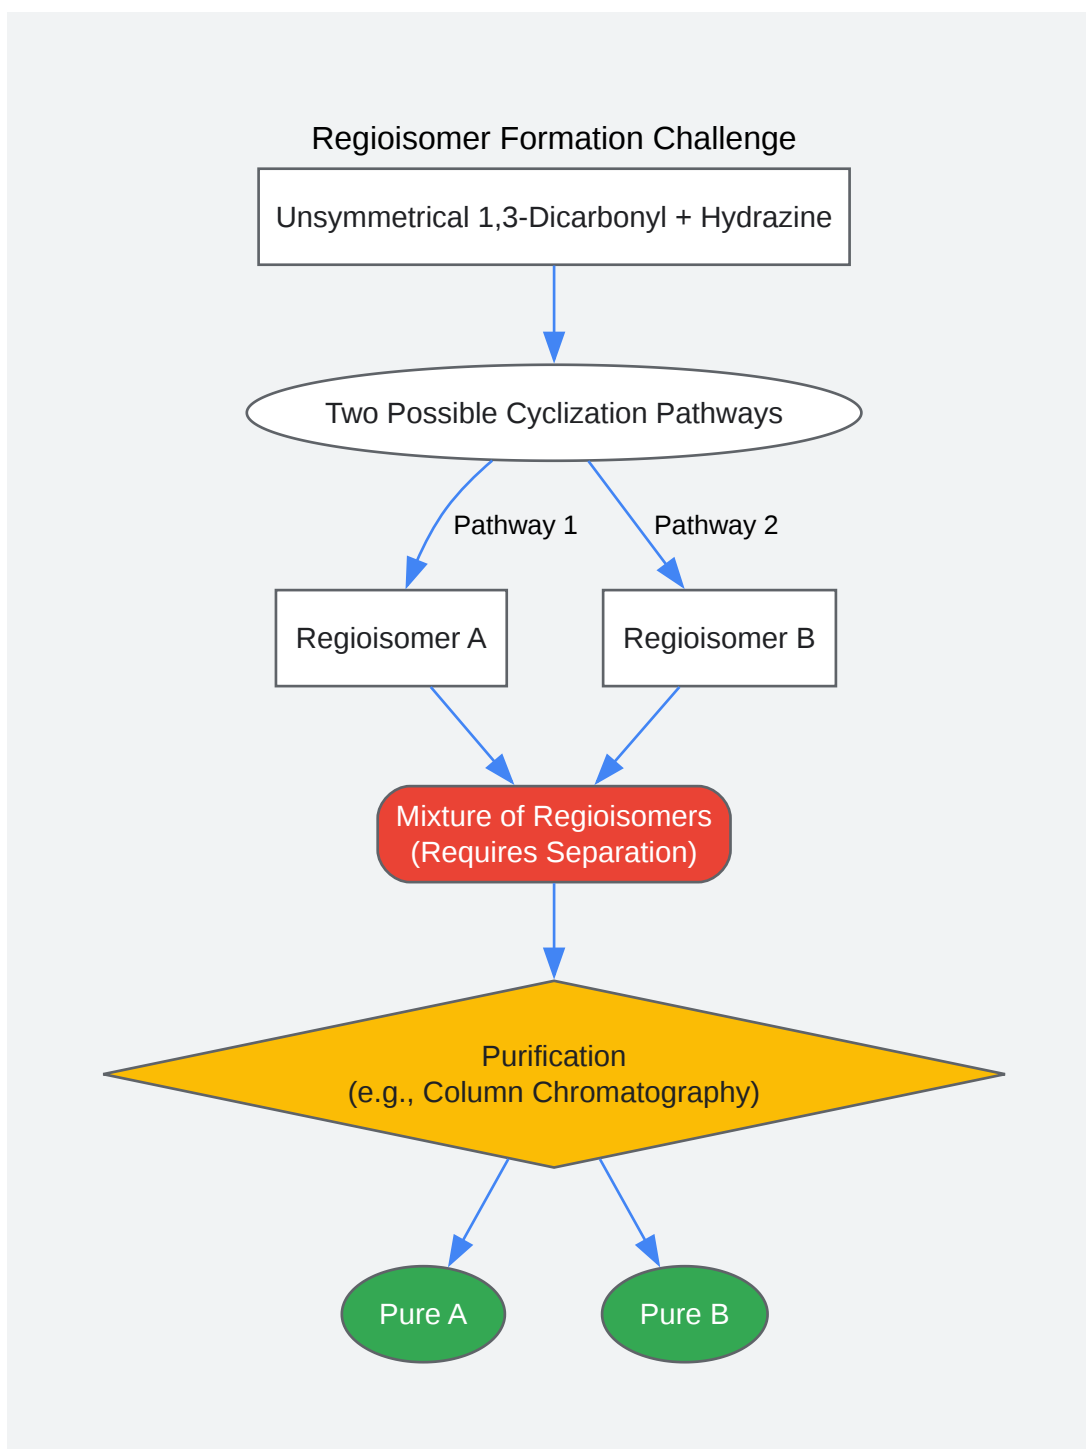 Regioisomer Formation Challenge
Unsymmetrical 1,3-Dicarbonyl + Hydrazine
Two Possible Cyclization Pathways
Pathway 1
Pathway 2
Regioisomer A
Regioisomer B
Mixture of Regioisomers
(Requires Separation)
Purification
(e.g., Column Chromatography)
Pure A
Pure B